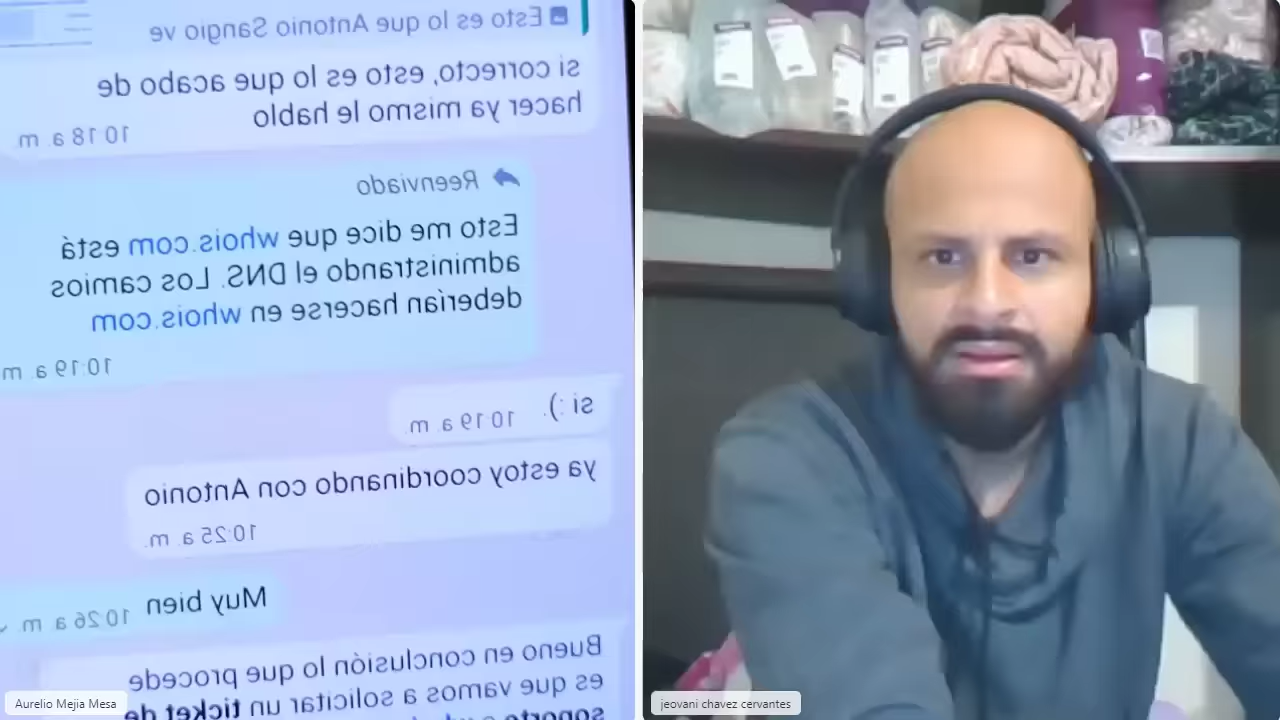 Esto es lo que Antonio Sangio ve
si correcto, esto es lo que acabo de
hacer ya mismo le hablo
10:18 a. m.
Reenviado
Esto me dice que whois.com está
administrando el DNS. Los camios
deberían hacerse en whois.com
10:19 a. m.
si :).
10:19 a. m.
ya estoy coordinando con Antonio
10:25 a. m.
Muy bien
10:26 a. m.
Bueno en conclusión lo que procede
es que vamos a solicitar un ticket de
soporte
Aurelio Mejia Mesa
jeovani chavez cervantes